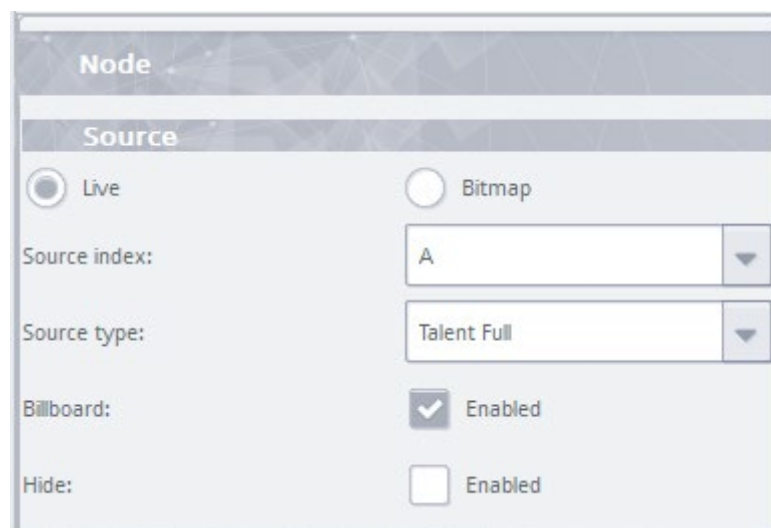 Node
Source
Live Bitmap
Source index: A
Source type: Talent Full
Billboard: Enabled
Hide: Enabled